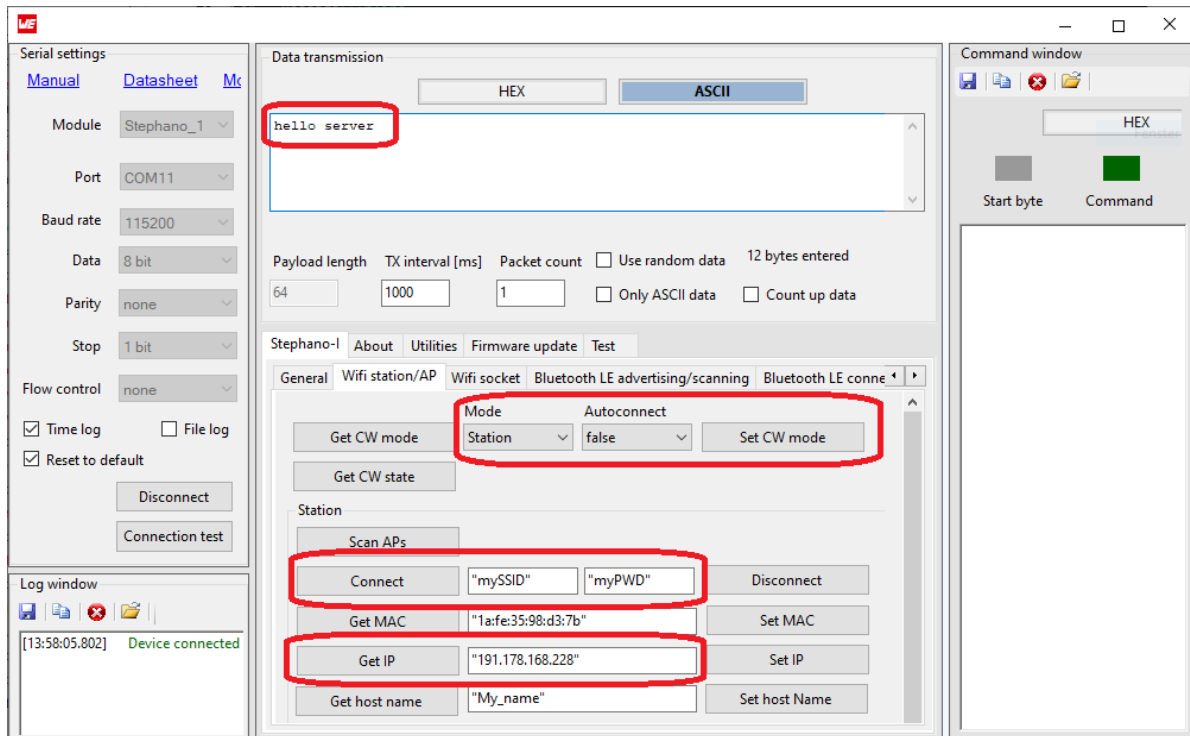 WE
Serial settings
Manual Datasheet Mc
Module Stephano_1
Port COM11
Baud rate 115200
Data 8 bit
Parity none
Stop 1 bit
Flow control none
Time log File log
Reset to default
Disconnect
Connection test
Log window
[13:58:05.802] Device connected
Data transmission
HEX ASCII
hello server
Payload length TX interval [ms] Packet count Use random data 12 bytes entered
64 1000 1 Only ASCII data Count up data
Stephano-I About Utilities Firmware update Test
General Wifi station/AP Wifi socket Bluetooth LE advertising/scanning Bluetooth LE conne
Mode Autoconnect
Get CW mode Station false Set CW mode
Get CW state
Station
Scan APs
Connect "mySSID" "myPWD" Disconnect
Get MAC "1a:fe:35:98:d3:7b" Set MAC
Get IP "191.178.168.228" Set IP
Get host name "My_name" Set host Name
Command window
HEX
Fenster
Start byte Command